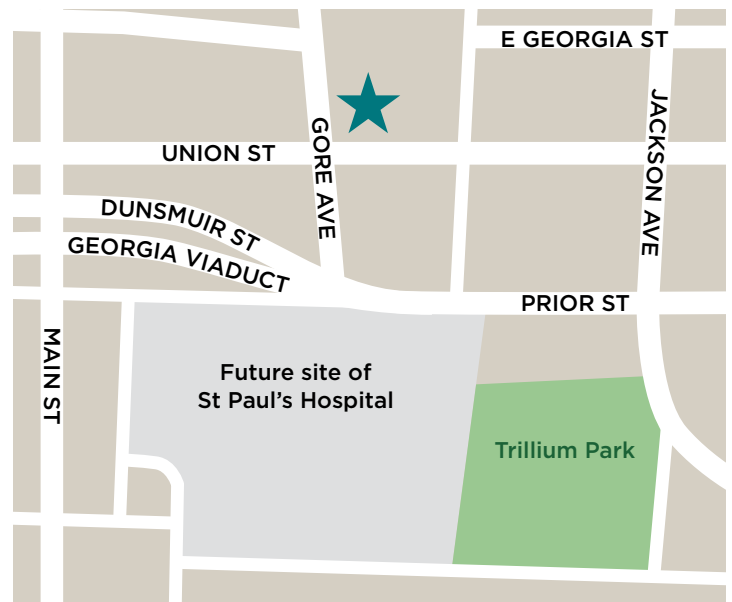 E GEORGIA ST
JACKSON AVE
GORE AVE
UNION ST
DUNSMUIR ST
GEORGIA VIADUCT
PRIOR ST
MAIN ST
Future site of
St Paul's Hospital
Trillium Park